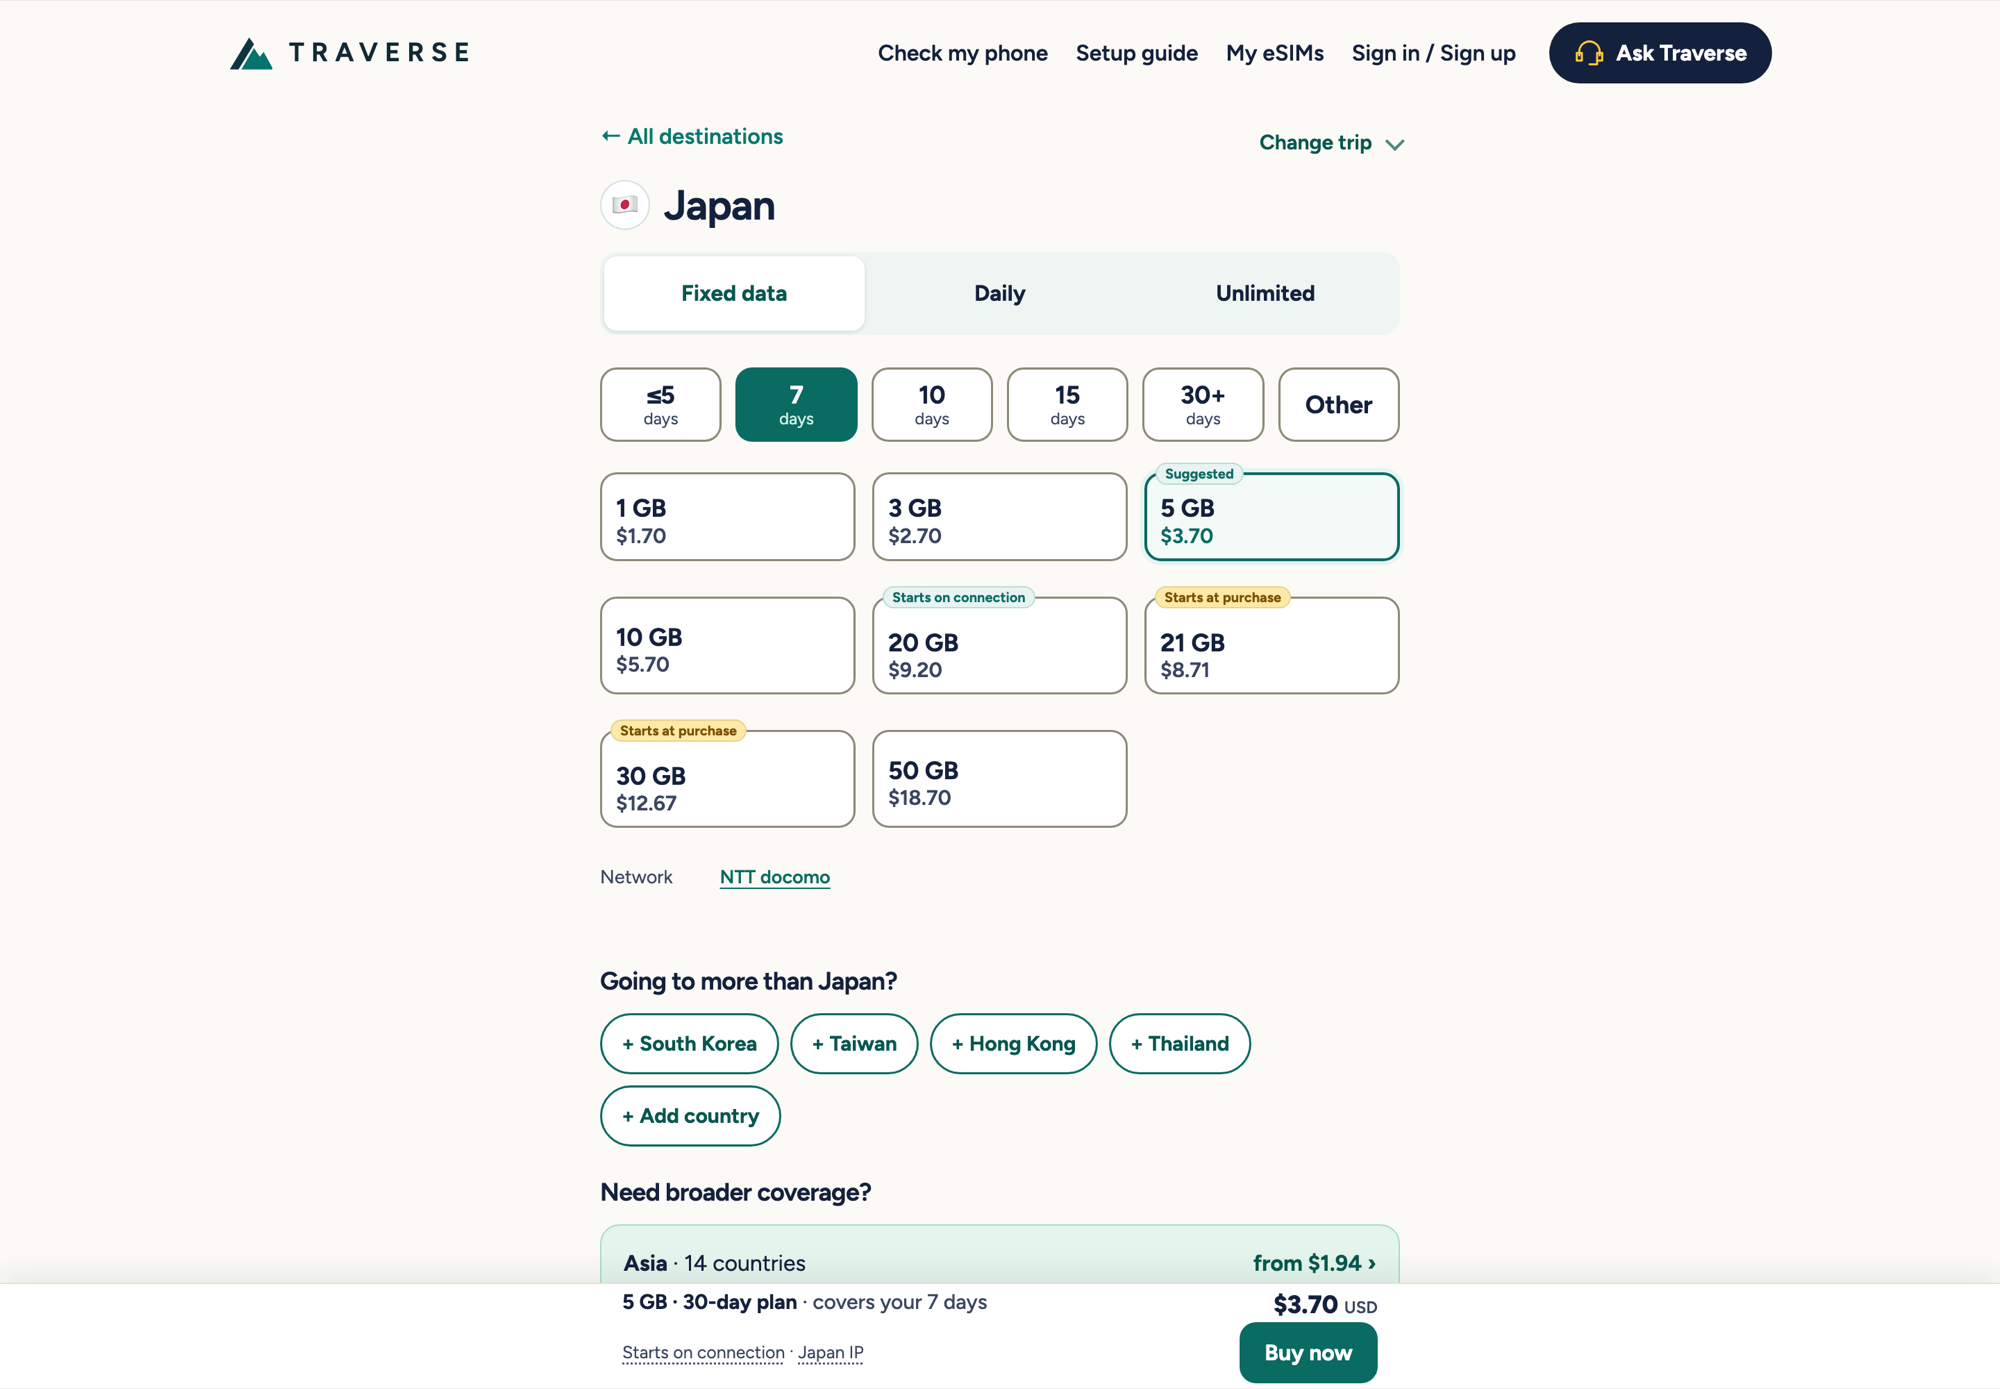 TRAVERSE
Check my phone
Setup guide
My eSIMs
Sign in / Sign up
Ask Traverse
← All destinations
Change trip
Japan
Fixed data
Daily
Unlimited
≤5
days
7
days
10
days
15
days
30+
days
Other
1 GB
$1.70
3 GB
$2.70
Suggested
5 GB
$3.70
10 GB
$5.70
Starts on connection
20 GB
$9.20
Starts at purchase
21 GB
$8.71
Starts at purchase
30 GB
$12.67
50 GB
$18.70
Network
NTT docomo
Going to more than Japan?
+ South Korea
+ Taiwan
+ Hong Kong
+ Thailand
+ Add country
Need broader coverage?
Asia · 14 countries
from $1.94 ›
5 GB · 30-day plan · covers your 7 days
$3.70 USD
Starts on connection · Japan IP
Buy now